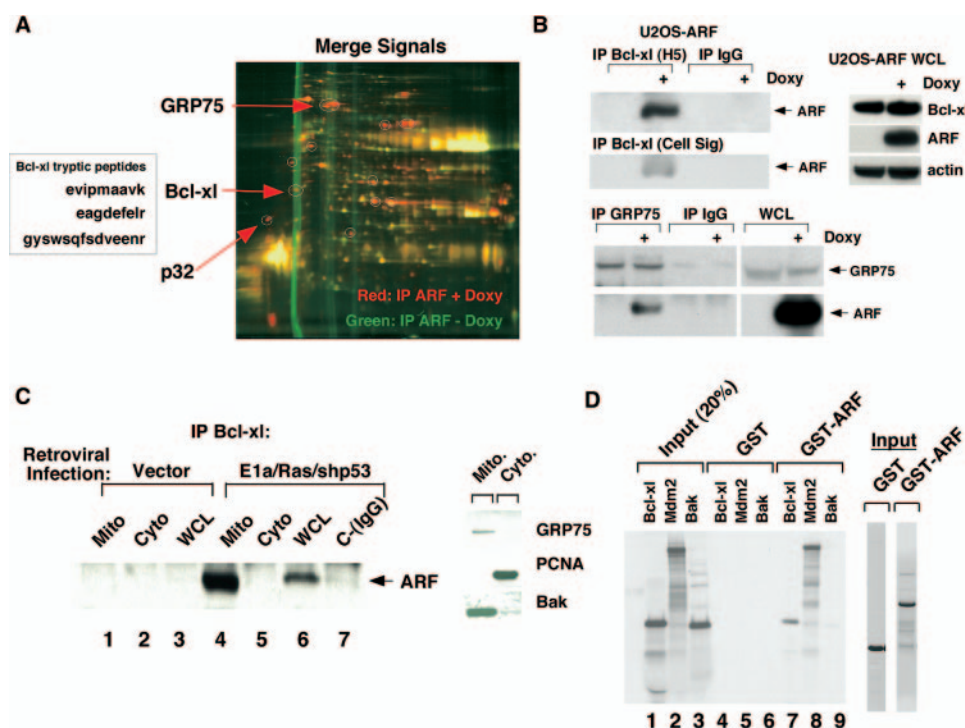 A
Merge Signals
GRP75
Bcl-xl tryptic peptides
evipmaavk
eagdefelr
gyswsqfsdveenr
Bcl-xl
p32
Red: IP ARF + Doxy
Green: IP ARF - Doxy
B
U2OS-ARF
IP Bcl-xl (H5) IP IgG
+ + Doxy
ARF
IP Bcl-xl (Cell Sig)
ARF
U2OS-ARF WCL
+ Doxy
Bcl-x
ARF
actin
IP GRP75 IP IgG WCL
+ + + Doxy
GRP75
ARF
C
IP Bcl-xl:
Retroviral
Infection:
Vector E1a/Ras/shp53
Mito Cyto WCL Mito Cyto WCL C-(IgG)
ARF
1 2 3 4 5 6 7
Mito. Cyto.
GRP75
PCNA
Bak
D
Input (20%) GST GST-ARF
Bcl-xl Mdm2 Bak Bcl-xl Mdm2 Bak Bcl-xl Mdm2 Bak
1 2 3 4 5 6 7 8 9
Input
GST GST-ARF